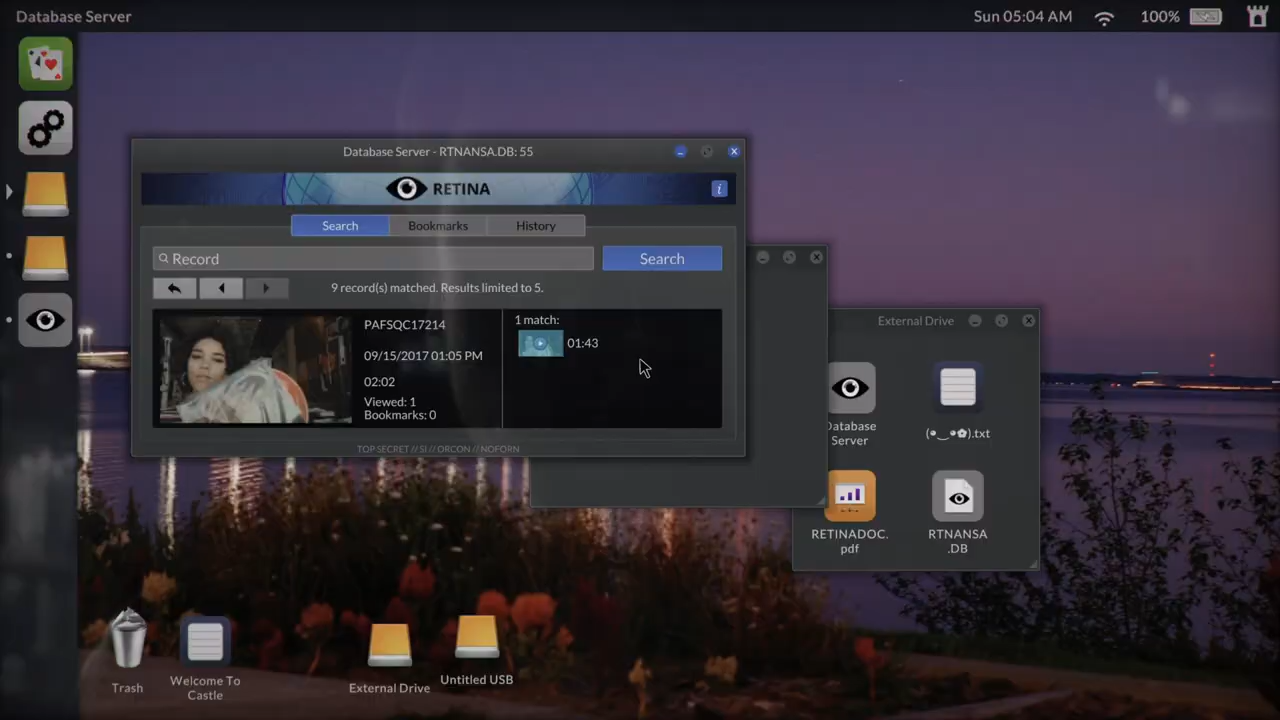 Database Server
Sun 05:04 AM
100%
Database Server - RTNANSA.DB: 55
RETINA
i
Search
Bookmarks
History
Record
Search
9 record(s) matched. Results limited to 5.
PAFSQC17214
09/15/2017 01:05 PM
02:02
Viewed: 1
Bookmarks: 0
1 match:
01:43
TOP SECRET // SI // ORCON // NOFORN
External Drive
Database
Server
(•‿•✿).txt
RETINADOC.
pdf
RTNANSA
.DB
Trash
Welcome To
Castle
External Drive
Untitled USB